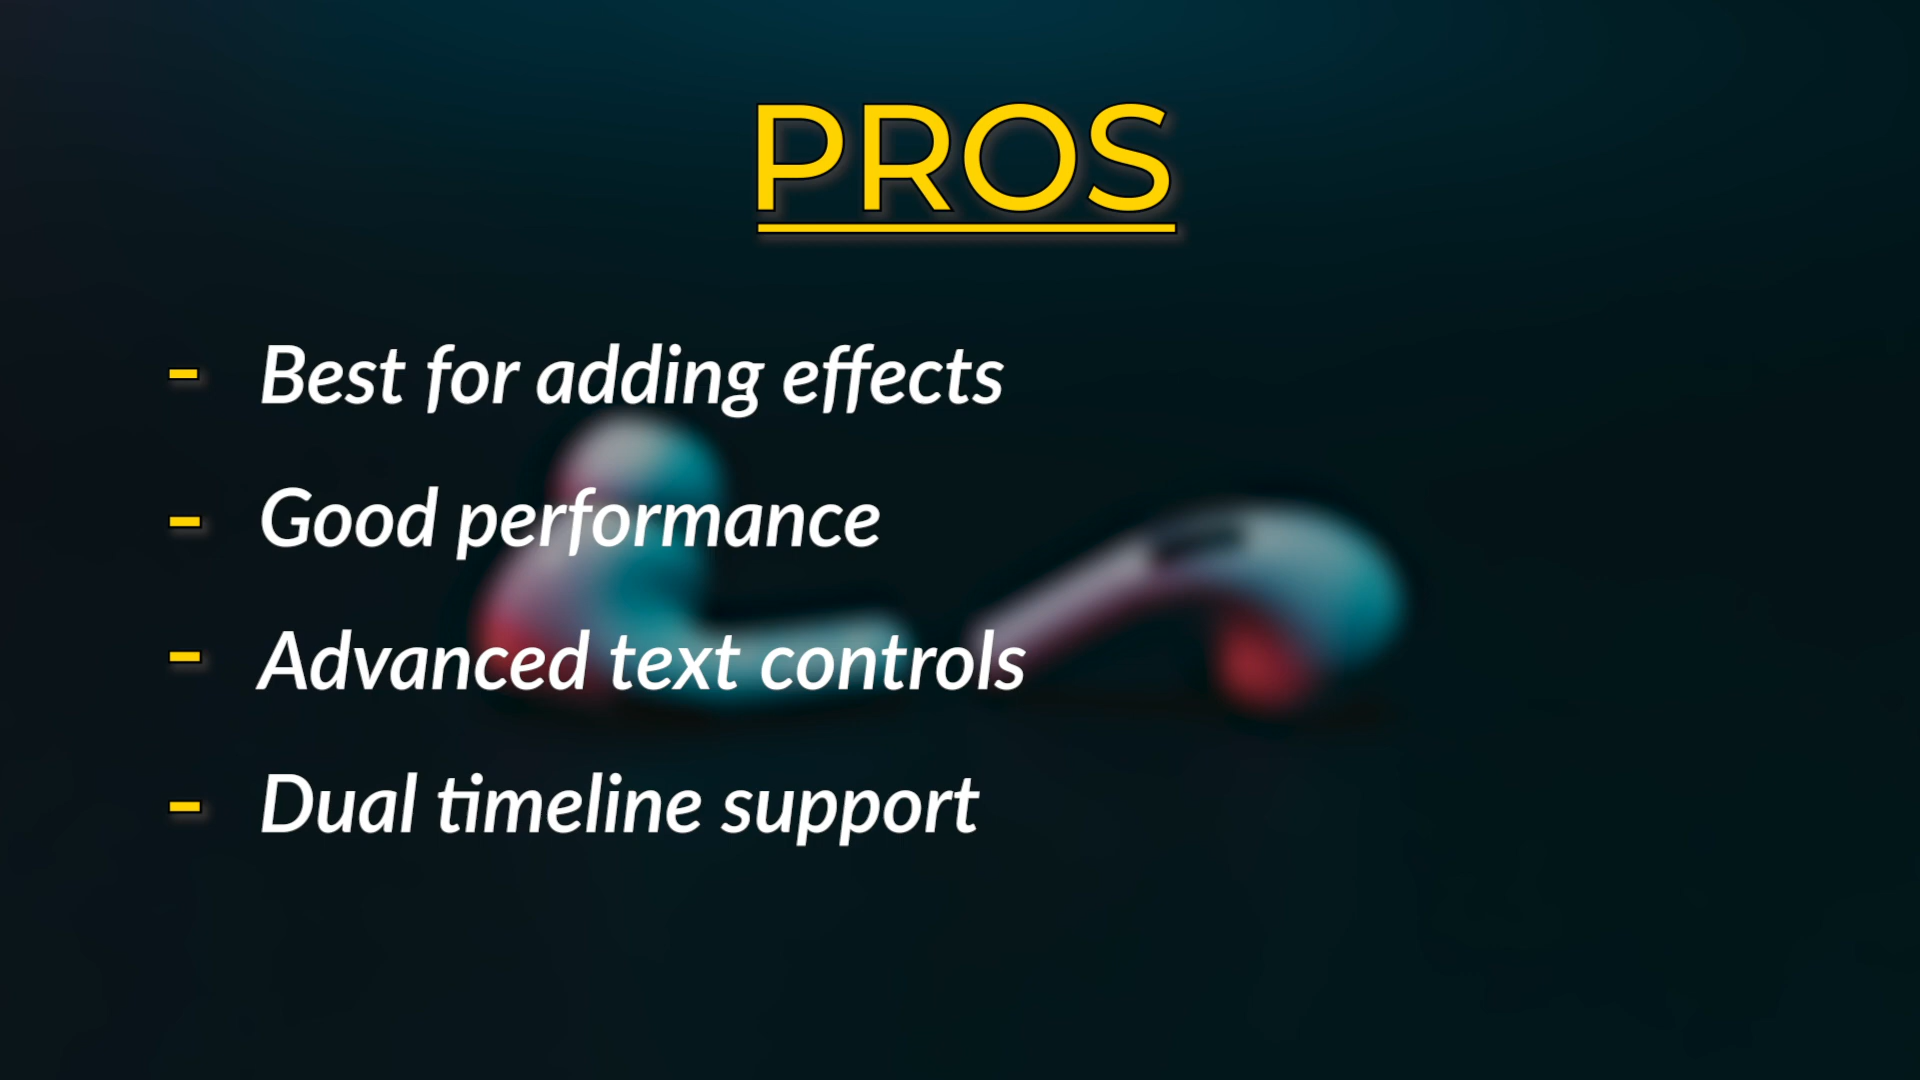 PROS
- Best for adding effects
- Good performance
- Advanced text controls
- Dual timeline support